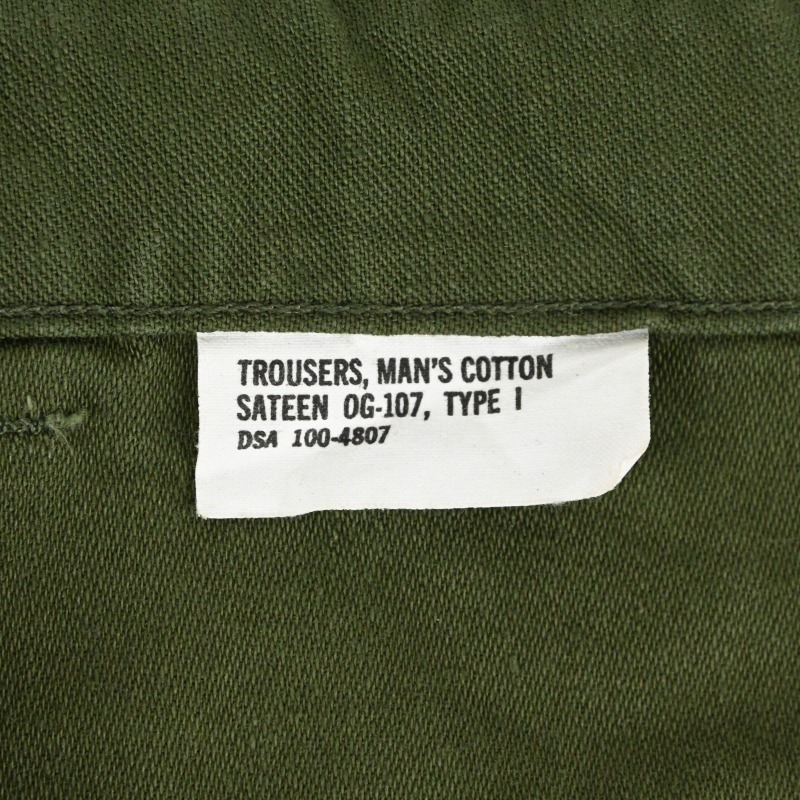 TROUSERS, MAN'S COTTON
SATEEN OG-107, TYPE I
DSA 100-4807